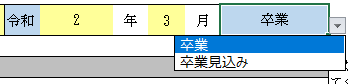 令和 2 年 3 月 卒業
卒業
卒業見込み